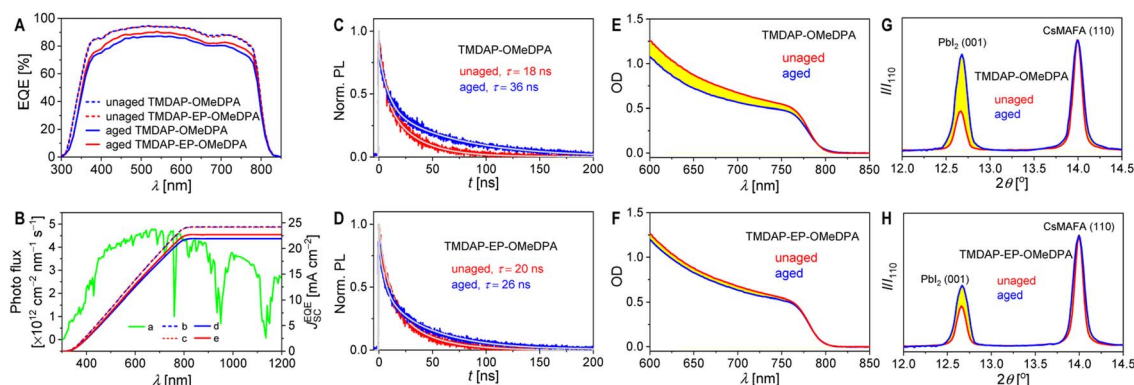 A
EQE [%]
100
80
60
40
20
0
unaged TMDAP-OMeDPA
unaged TMDAP-EP-OMeDPA
aged TMDAP-OMeDPA
aged TMDAP-EP-OMeDPA
300 400 500 600 700 800
λ [nm]
B
Photo flux
[×10¹² cm⁻² nm⁻¹ s⁻¹]
5
4
3
2
1
0
a b d
c e
200 400 600 800 1000 1200
λ [nm]
25
20
15
10
5
0
J_SC^EQE [mA cm⁻²]
C
Norm. PL
1.0
0.5
0.0
TMDAP-OMeDPA
unaged, τ = 18 ns
aged, τ = 36 ns
0 50 100 150 200
t [ns]
D
Norm. PL
1.0
0.5
0.0
TMDAP-EP-OMeDPA
unaged, τ = 20 ns
aged, τ = 26 ns
0 50 100 150 200
t [ns]
E
OD
1.5
1.0
0.5
0.0
TMDAP-OMeDPA
unaged
aged
600 650 700 750 800 850
λ [nm]
F
OD
1.5
1.0
0.5
0.0
TMDAP-EP-OMeDPA
unaged
aged
600 650 700 750 800 850
λ [nm]
G
I/I₁₁₀
CsMAFA (110)
PbI₂ (001)
TMDAP-OMeDPA
unaged
aged
12.0 12.5 13.0 13.5 14.0 14.5
2θ [°]
H
I/I₁₁₀
CsMAFA (110)
TMDAP-EP-OMeDPA
PbI₂ (001)
unaged
aged
12.0 12.5 13.0 13.5 14.0 14.5
2θ [°]